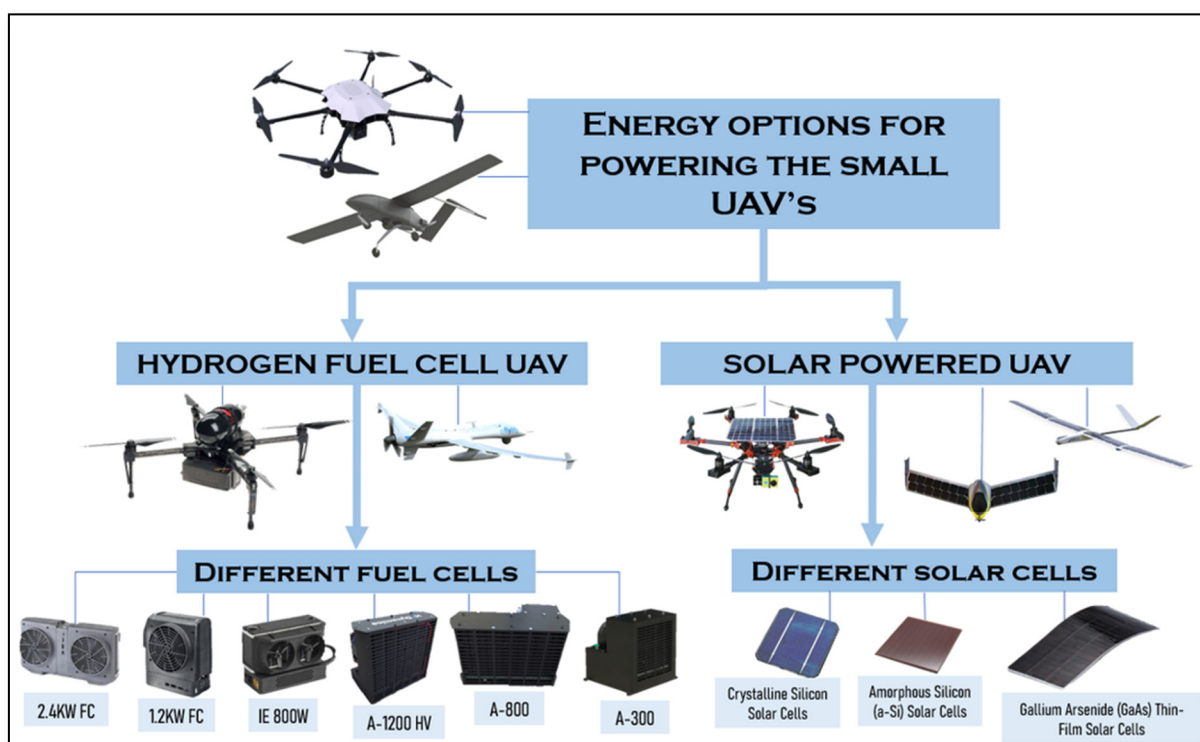 ENERGY OPTIONS FOR
POWERING THE SMALL
UAV'S
HYDROGEN FUEL CELL UAV
SOLAR POWERED UAV
DIFFERENT FUEL CELLS
DIFFERENT SOLAR CELLS
2.4KW FC
1.2KW FC
IE 800W
A-1200 HV
A-800
A-300
Crystalline Silicon
Solar Cells
Amorphous Silicon
(a-Si) Solar Cells
Gallium Arsenide (GaAs) Thin-
Film Solar Cells